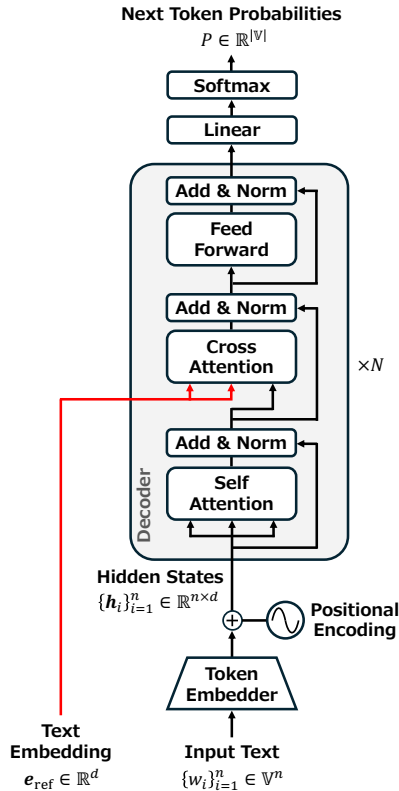 Next Token Probabilities
P ∈ ℝ^|𝕍|
Softmax
Linear
Add & Norm
Feed
Forward
Add & Norm
Cross
Attention
×N
Add & Norm
Self
Attention
Decoder
Hidden States
{h_i}_{i=1}^n ∈ ℝ^{n×d}
Positional
Encoding
Token
Embedder
Text
Embedding
e_ref ∈ ℝ^d
Input Text
{w_i}_{i=1}^n ∈ 𝕍^n